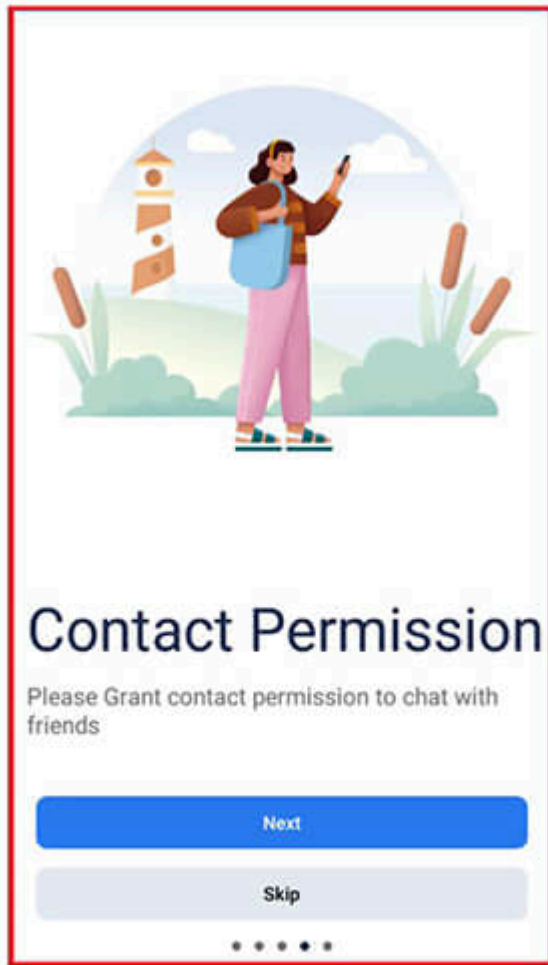 Contact Permission
Please Grant contact permission to chat with
friends
Next
Skip